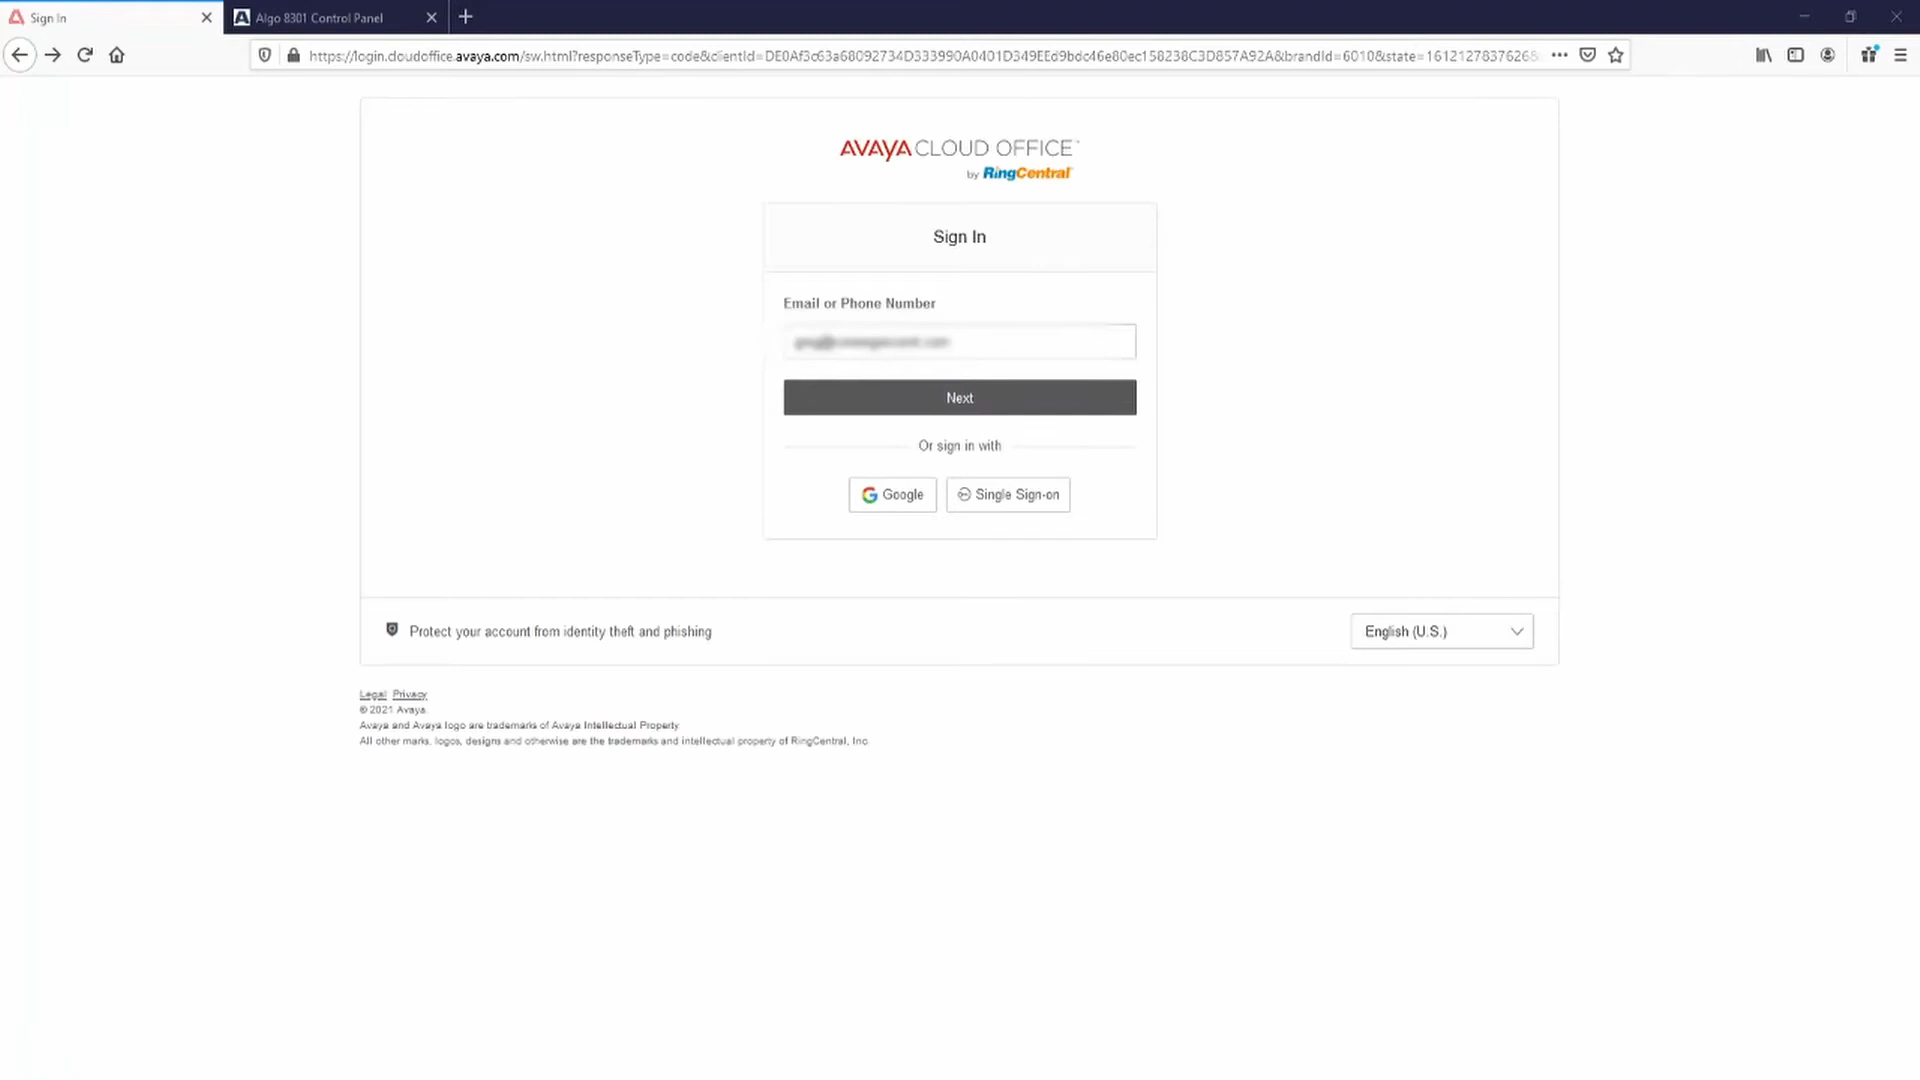 Sign In
Algo 8301 Control Panel
https://login.cloudoffice.avaya.com/sw.html?responseType=code&clientId=DE0Af3c63a68092734D333990A0401D349EEd9bdc46e80ec158238C3D857A92A&brandId=6010&state=16121278376268
AVAYA CLOUD OFFICE™
by RingCentral
Sign In
Email or Phone Number
Next
Or sign in with
Google
Single Sign-on
Protect your account from identity theft and phishing
English (U.S.)
Legal Privacy
© 2021 Avaya.
Avaya and Avaya logo are trademarks of Avaya Intellectual Property
All other marks, logos, designs and otherwise are the trademarks and intellectual property of RingCentral, Inc.